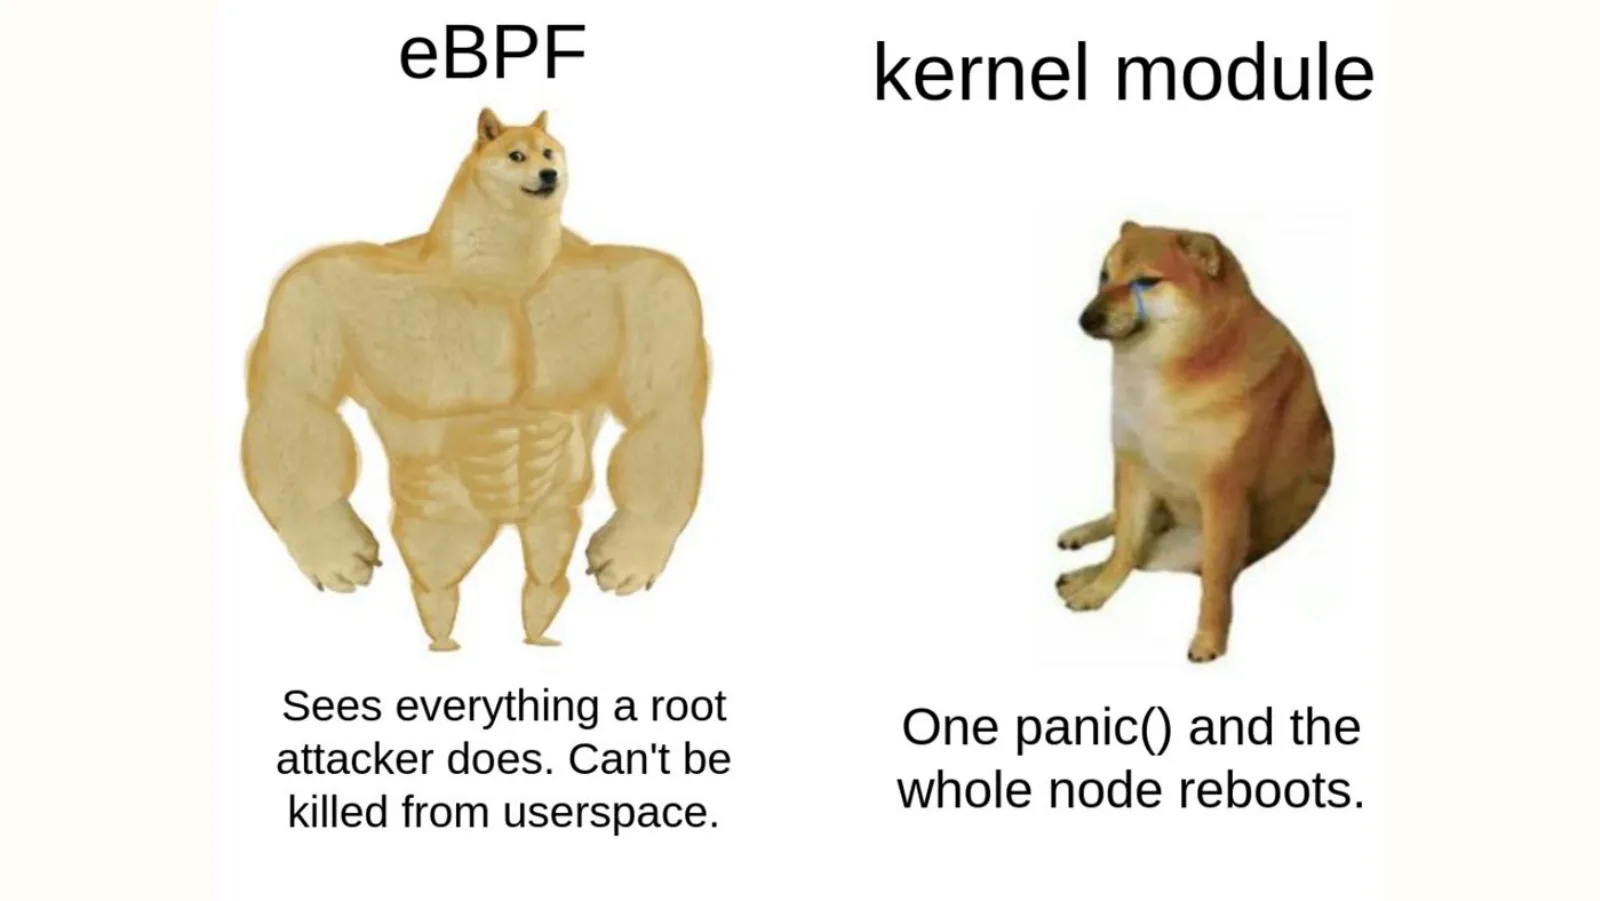 eBPF
kernel module
Sees everything a root
attacker does. Can't be
killed from userspace.
One panic() and the
whole node reboots.